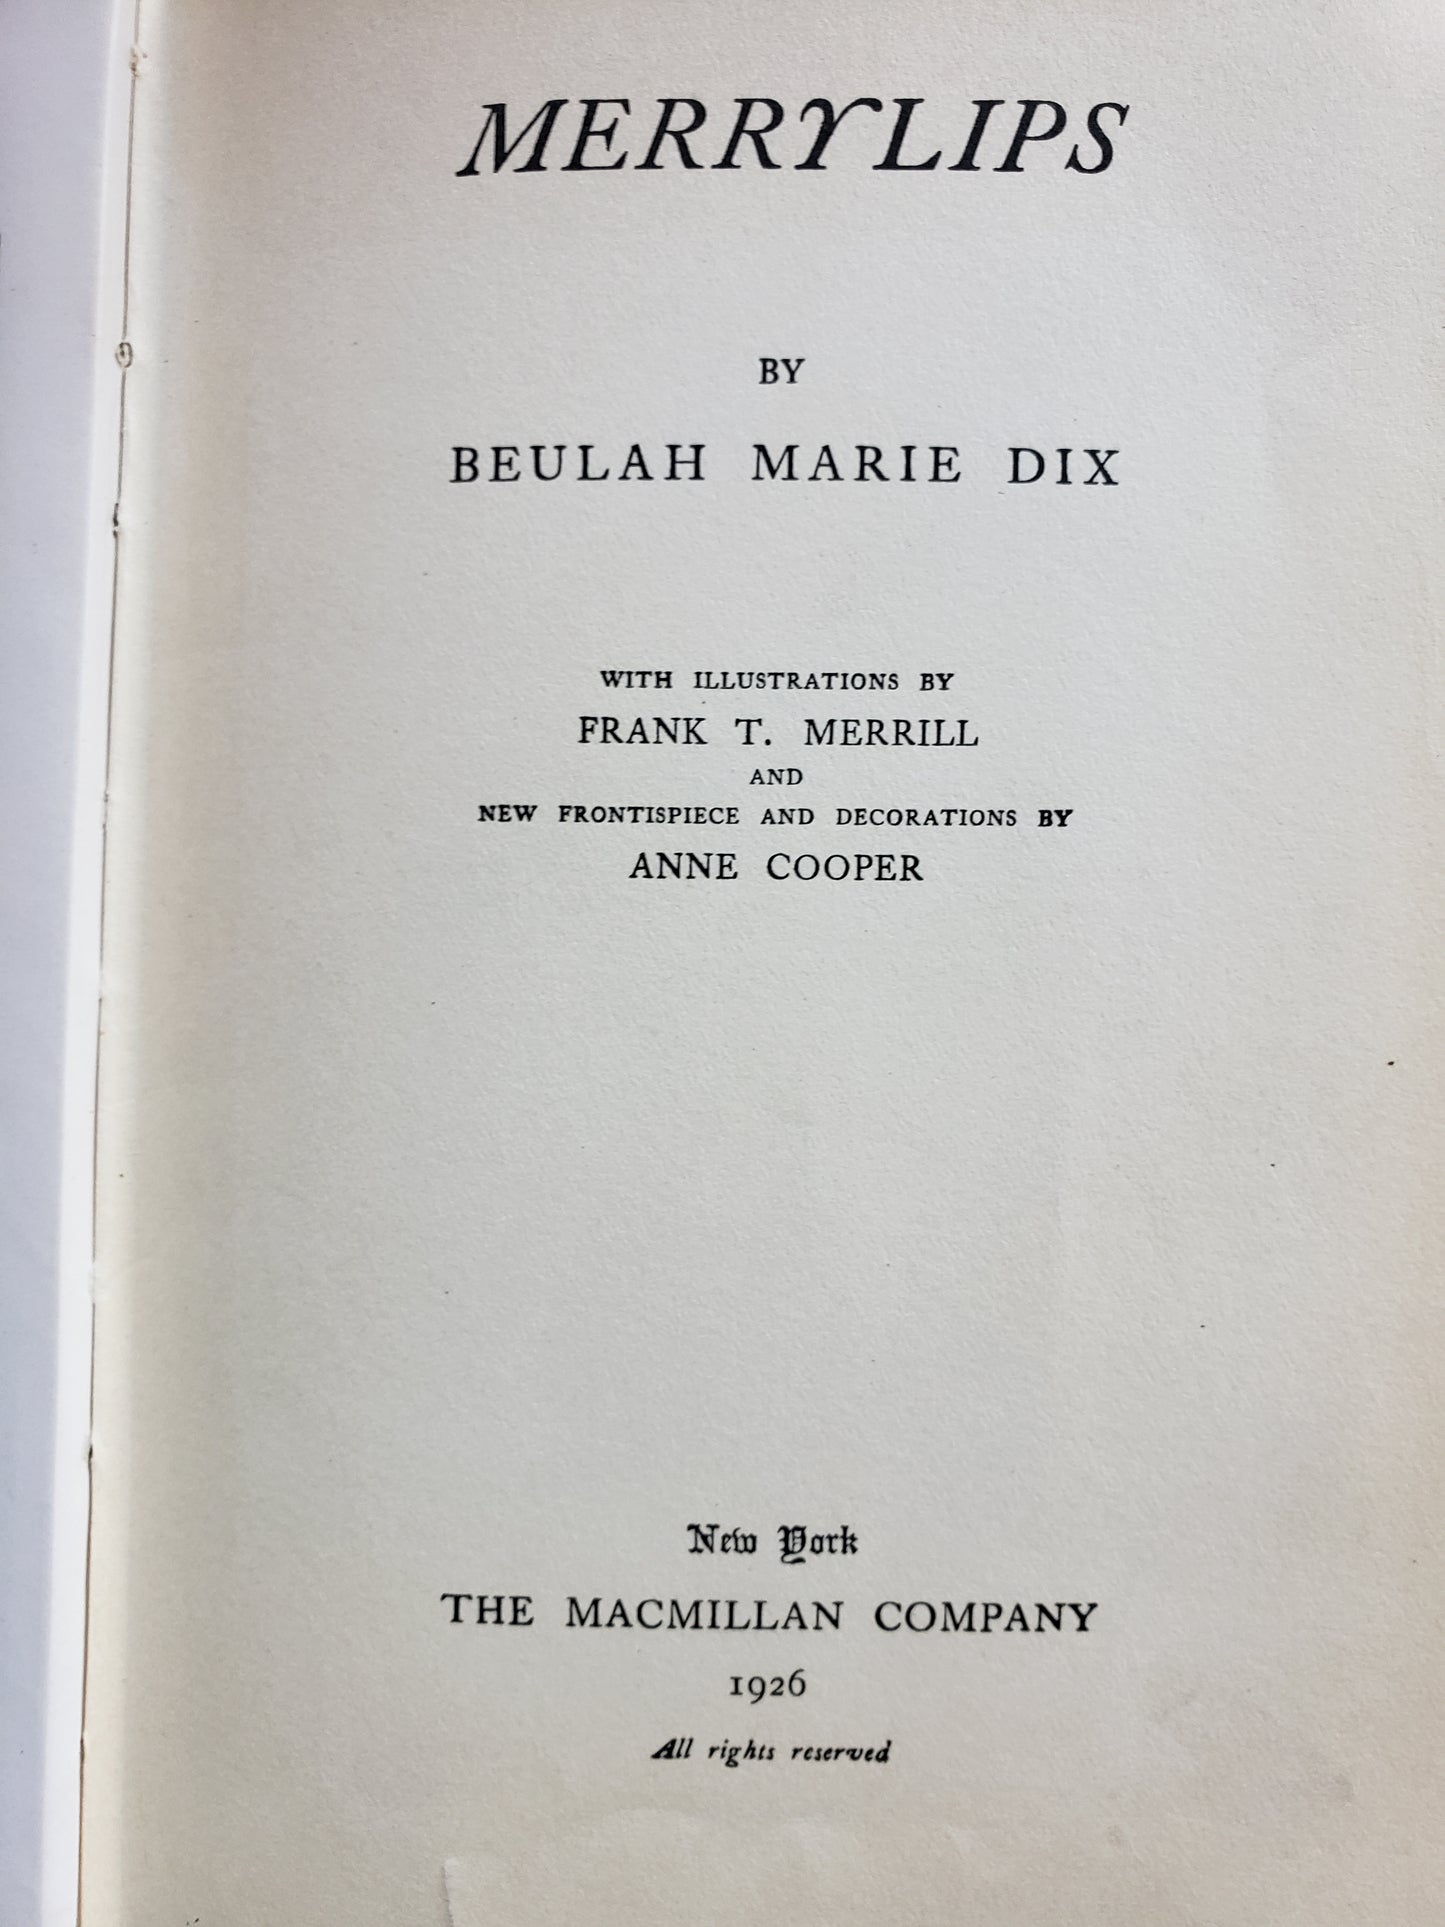 MERRYLIPS
BY
BEULAH MARIE DIX
WITH ILLUSTRATIONS BY
FRANK T. MERRILL
AND
NEW FRONTISPIECE AND DECORATIONS BY
ANNE COOPER
New York
THE MACMILLAN COMPANY
1926
All rights reserved